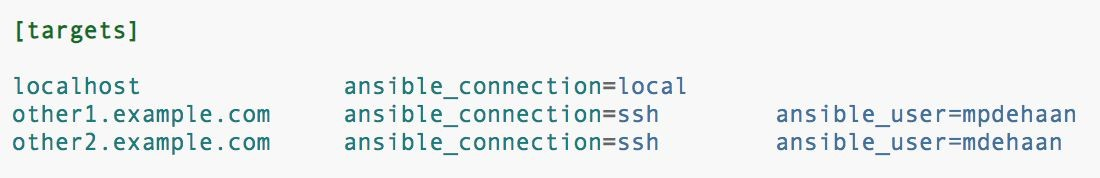 [targets]
localhost ansible_connection=local
other1.example.com ansible_connection=ssh ansible_user=mpdehaan
other2.example.com ansible_connection=ssh ansible_user=mdehaan